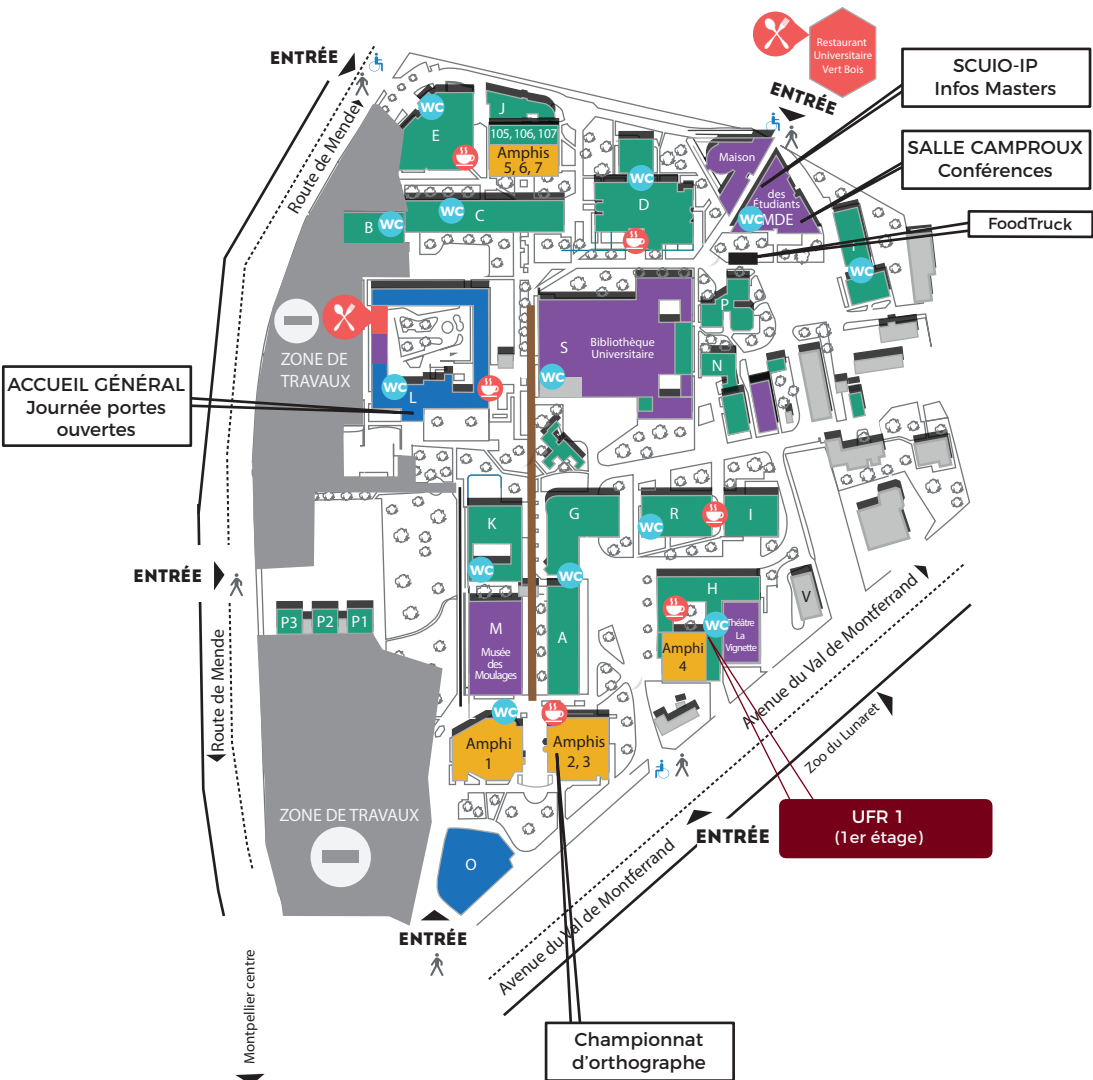 Restaurant
Universitaire
Vert Bois
ENTRÉE
SCUIO-IP
Infos Masters
ENTRÉE
Route de Mende
WC
E
J
105, 106, 107
Amphis
5, 6, 7
Maison
des
Étudiants
MDE
WC
SALLE CAMPROUX
Conférences
WC
D
WC
C
B
WC
FoodTruck
WC
ZONE DE
TRAVAUX
P
S
Bibliothèque
Universitaire
WC
N
ACCUEIL GÉNÉRAL
Journée portes
ouvertes
WC
L
K
WC
G
WC
R
WC
I
ENTRÉE
H
V
P3
P2
P1
M
Musée
des
Moulages
A
WC
Théâtre
La
Vignette
Amphi
4
Avenue du Val de Montferrand
Route de Mende
WC
Amphi
1
Amphis
2, 3
Zoo du Lunaret
ZONE DE TRAVAUX
UFR 1
(1er étage)
ENTRÉE
O
Avenue du Val de Montferrand
ENTRÉE
Montpellier centre
Championnat
d'orthographe